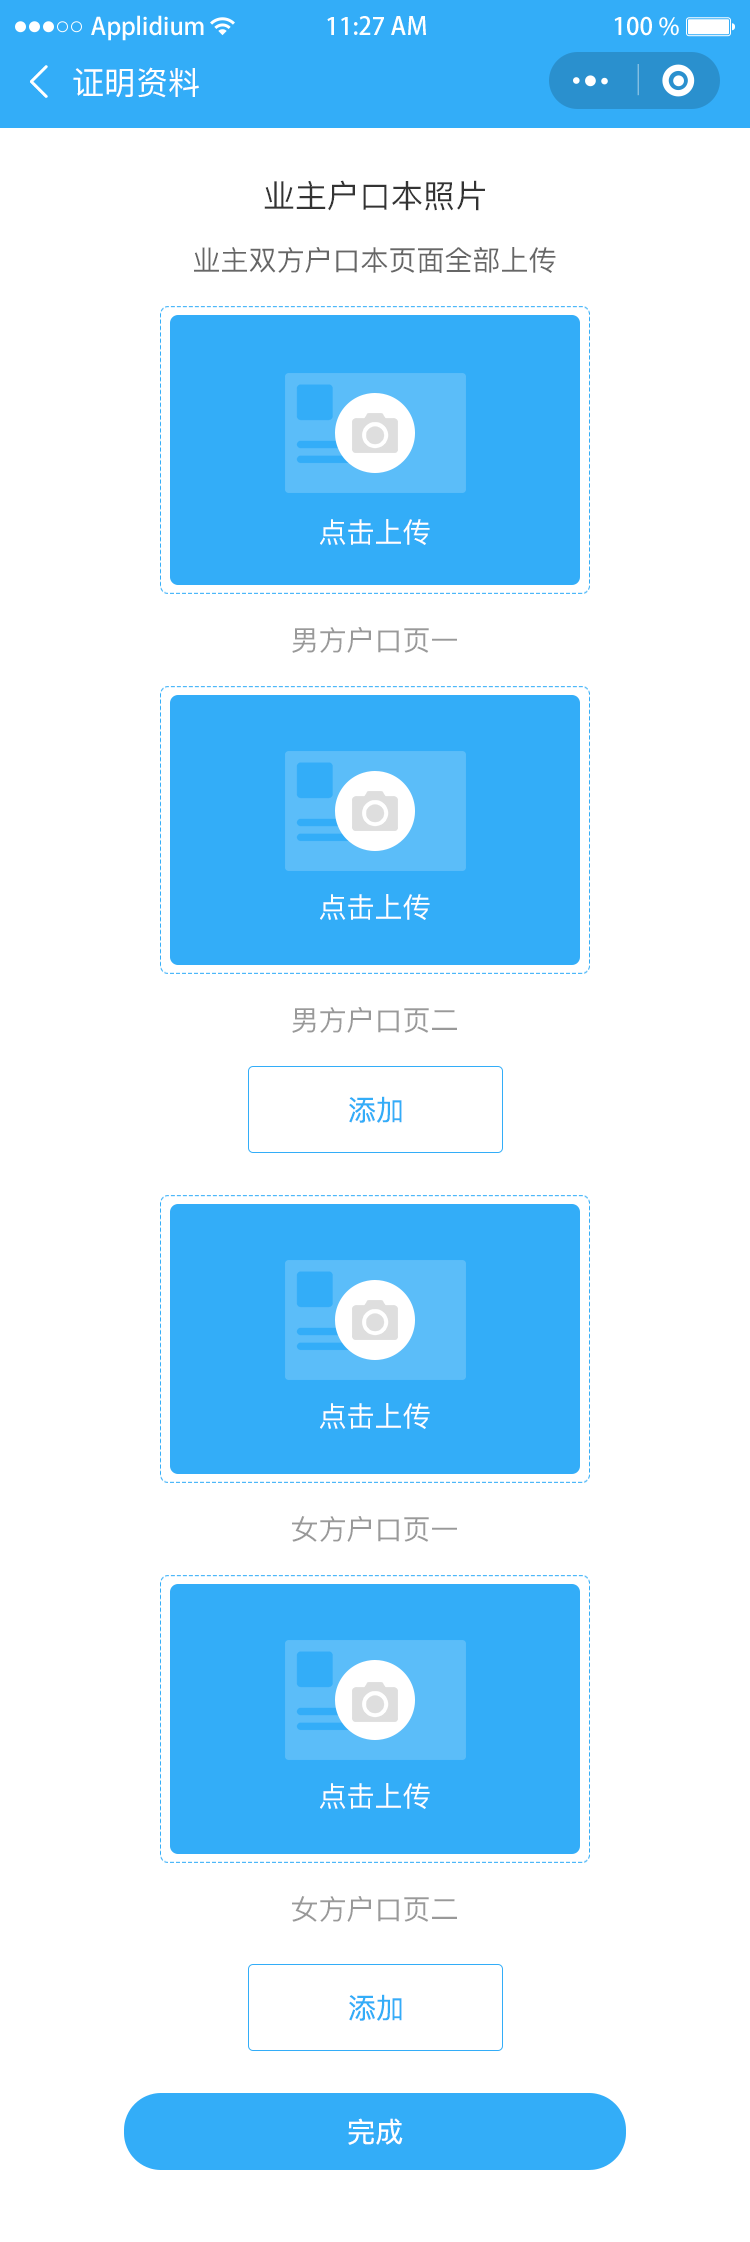 Applidium 11:27 AM 100 %
证明资料
业主户口本照片
业主双方户口本页面全部上传
点击上传
男方户口页一
点击上传
男方户口页二
添加
点击上传
女方户口页一
点击上传
女方户口页二
添加
完成